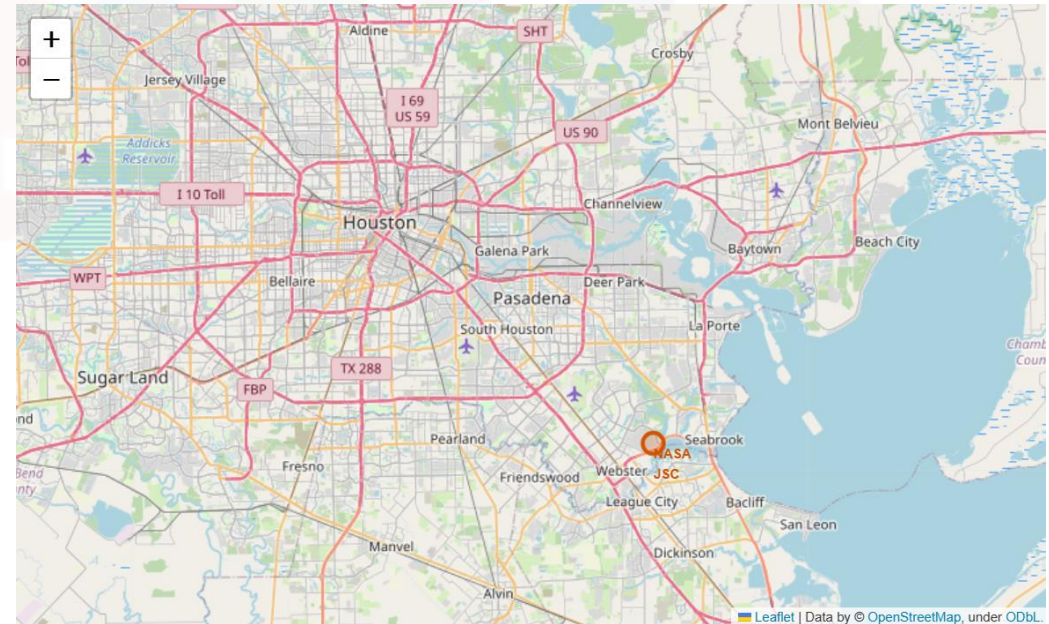 +
−
Aldine
SHT
Crosby
Jersey Village
I 69
US 59
US 90
Mont Belvieu
Addicks
Reservoir
I 10 Toll
Channelview
Houston
Galena Park
Baytown
Beach City
WPT
Bellaire
Deer Park
Pasadena
South Houston
La Porte
TX 288
Sugar Land
FBP
Pearland
Seabrook
NASA
JSC
Fresno
Friendswood
Webster
League City
Bacliff
San Leon
Manvel
Dickinson
Alvin
Leaflet | Data by © OpenStreetMap, under ODbL.